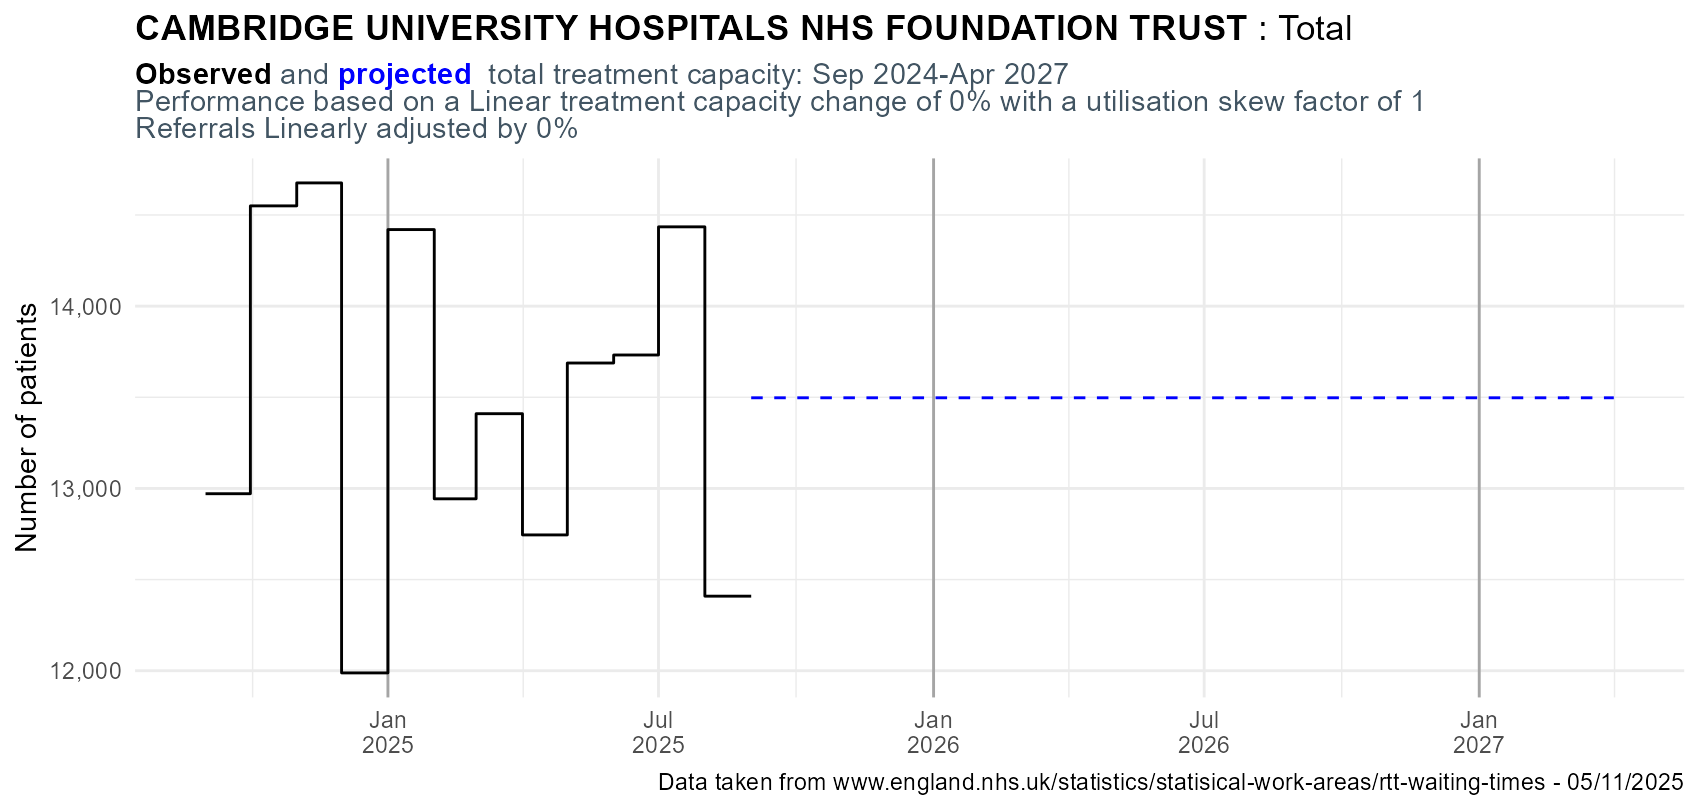 CAMBRIDGE UNIVERSITY HOSPITALS NHS FOUNDATION TRUST : Total
Observed and projected  total treatment capacity: Sep 2024-Apr 2027
Performance based on a Linear treatment capacity change of 0% with a utilisation skew factor of 1
Referrals Linearly adjusted by 0%
Number of patients
14,000
13,000
12,000
Jan
2025
Jul
2025
Jan
2026
Jul
2026
Jan
2027
Data taken from www.england.nhs.uk/statistics/statisical-work-areas/rtt-waiting-times - 05/11/2025